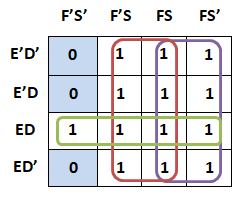 F'S' F'S FS FS'
E'D' 0 1 1 1
E'D 0 1 1 1
ED 1 1 1 1
ED' 0 1 1 1